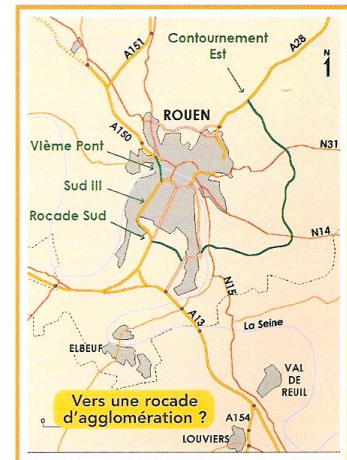 Contournement
Est
A28
A151
N
ROUEN
A150
VIème Pont
N31
Sud III
Rocade Sud
N14
N15
A13
La Seine
ELBEUF
VAL
DE
REUIL
Vers une rocade
d'agglomération ?
A154
LOUVIERS
0